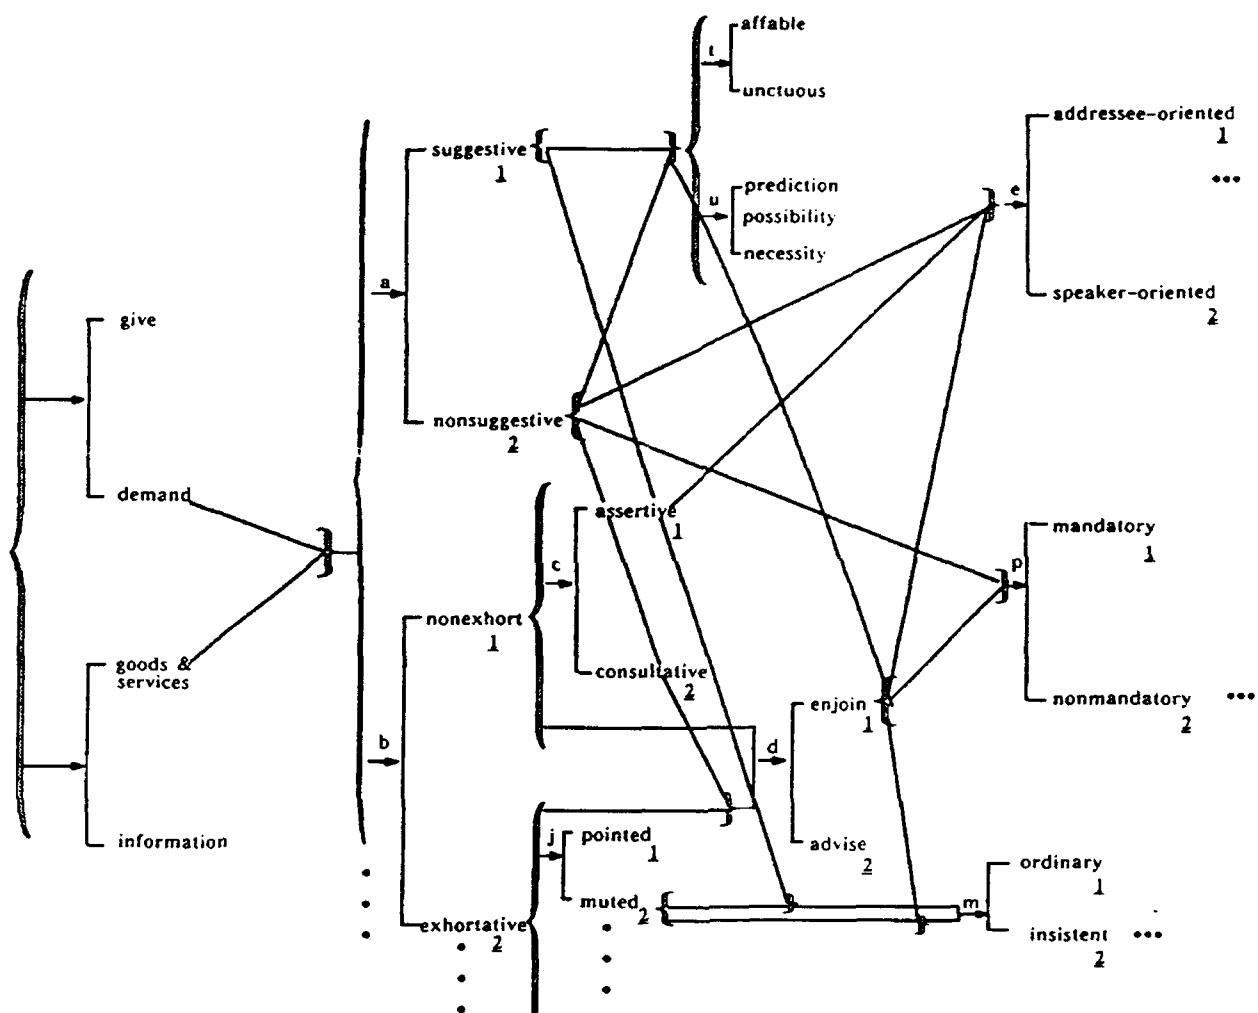 affable
t
unctuous
addressee-oriented
1
suggestive
1
e
...
prediction
u
possibility
necessity
a
speaker-oriented
2
give
nonsuggestive
2
demand
assertive
1
mandatory
1
c
p
nonexhort
1
goods &
services
consultative
2
enjoin
1
nonmandatory
2
...
b
d
information
j
pointed
1
advise
2
ordinary
1
muted
2
m
exhortative
2
insistent
2
...